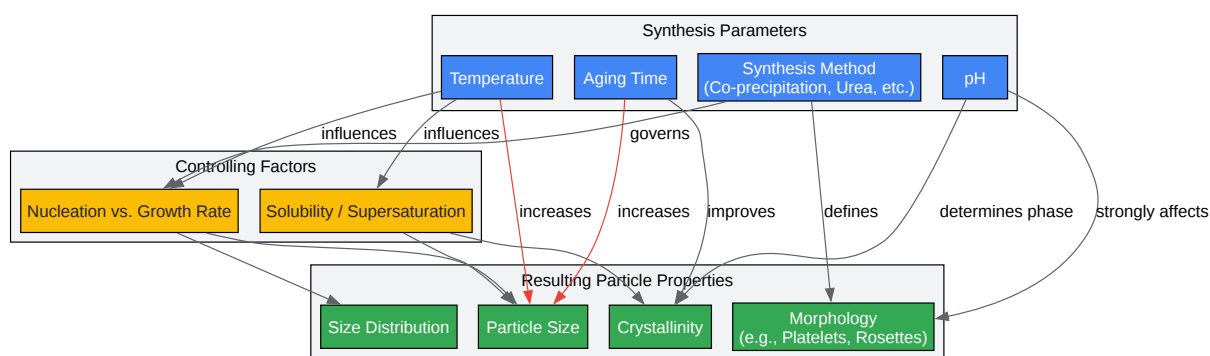 Synthesis Parameters
Temperature
Aging Time
Synthesis Method
(Co-precipitation, Urea, etc.)
pH
influences
influences
governs
Controlling Factors
Nucleation vs. Growth Rate
Solubility / Supersaturation
increases
increases
improves
defines
determines phase
strongly affects
Resulting Particle Properties
Size Distribution
Particle Size
Crystallinity
Morphology
(e.g., Platelets, Rosettes)